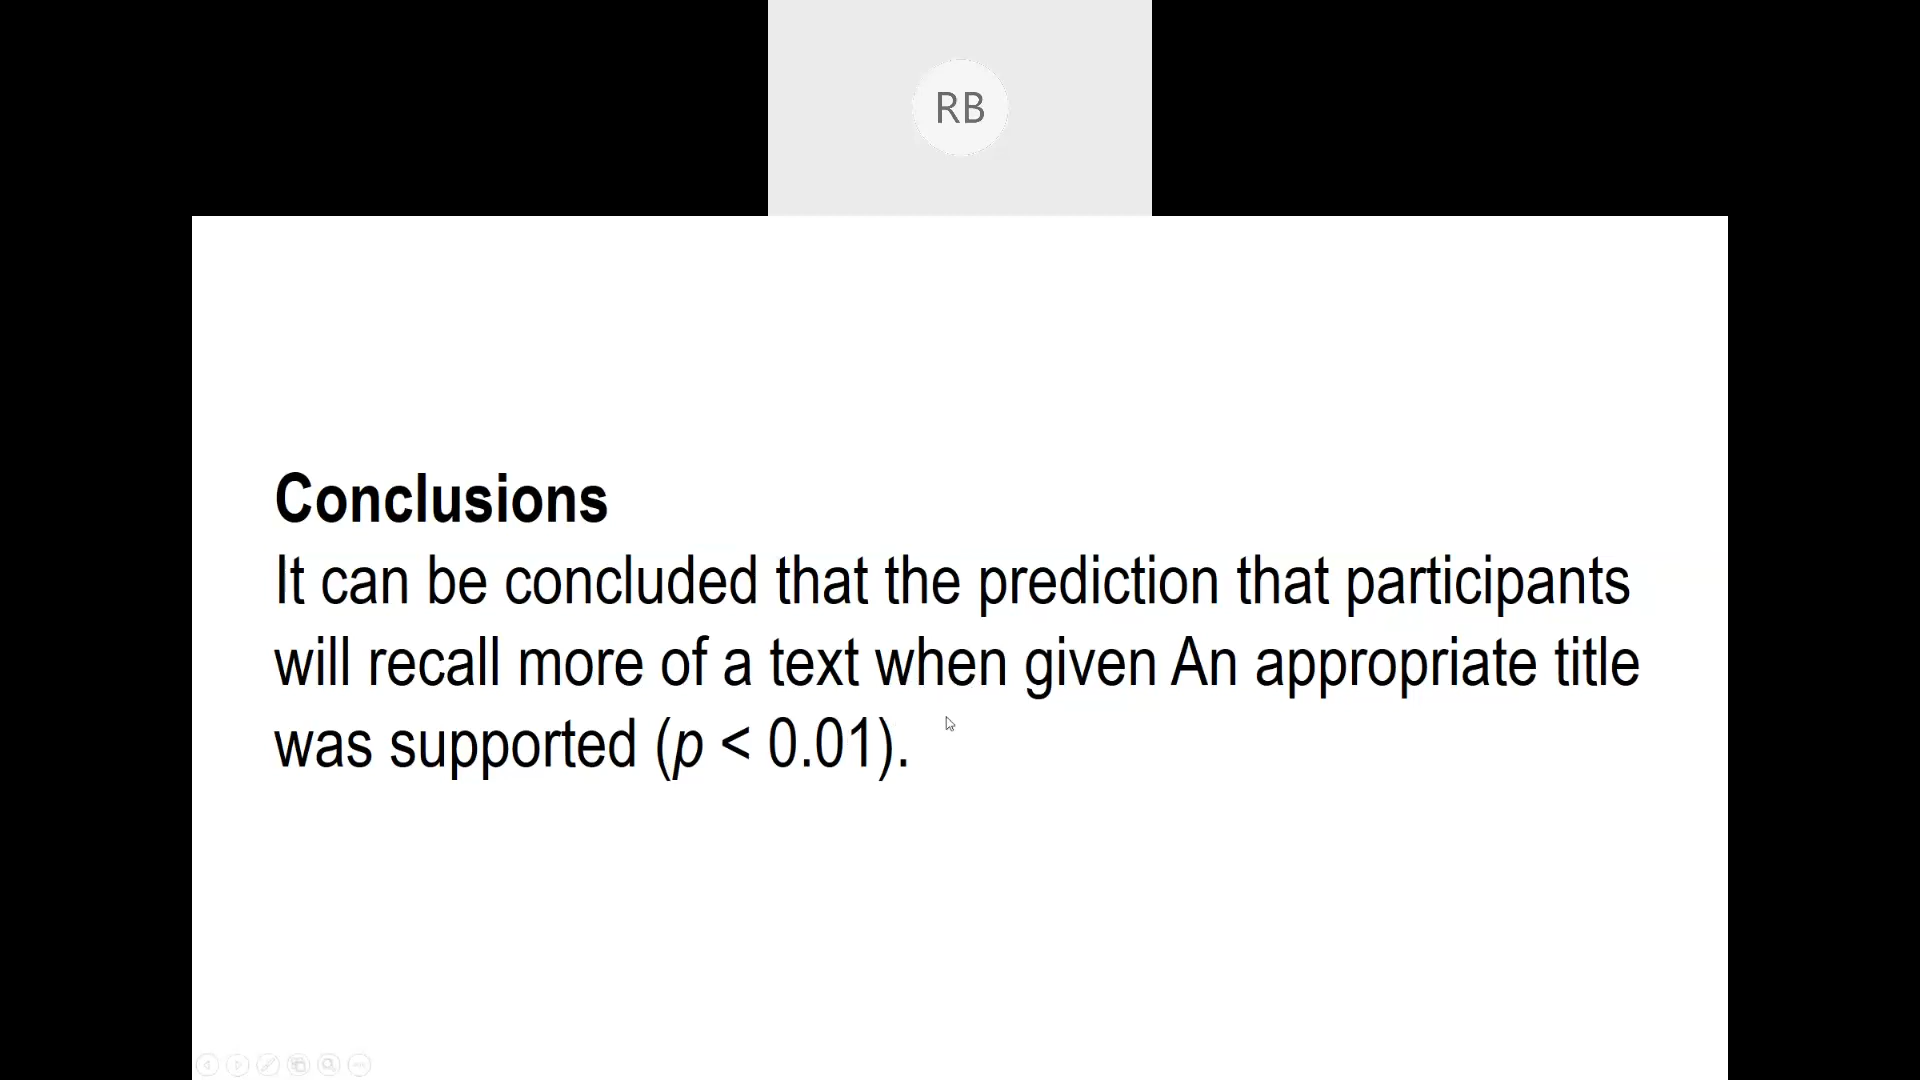 RB
Conclusions
It can be concluded that the prediction that participants
will recall more of a text when given An appropriate title
was supported (p < 0.01).